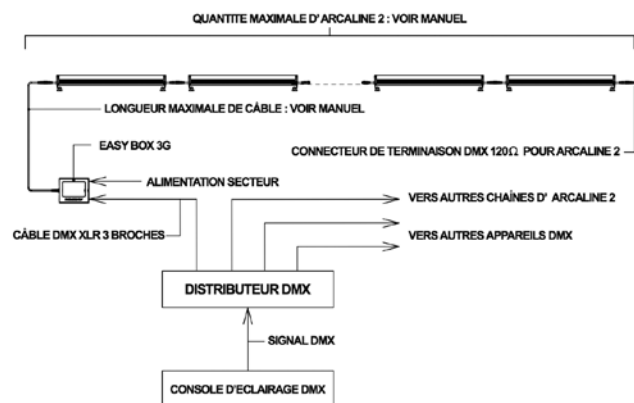 QUANTITE MAXIMALE D'ARCALINE 2 : VOIR MANUEL
LONGUEUR MAXIMALE DE CÂBLE : VOIR MANUEL
EASY BOX 3G
CONNECTEUR DE TERMINAISON DMX 120Ω POUR ARCALINE 2
ALIMENTATION SECTEUR
VERS AUTRES CHAÎNES D' ARCALINE 2
CÂBLE DMX XLR 3 BROCHES
VERS AUTRES APPAREILS DMX
DISTRIBUTEUR DMX
SIGNAL DMX
CONSOLE D'ECLAIRAGE DMX